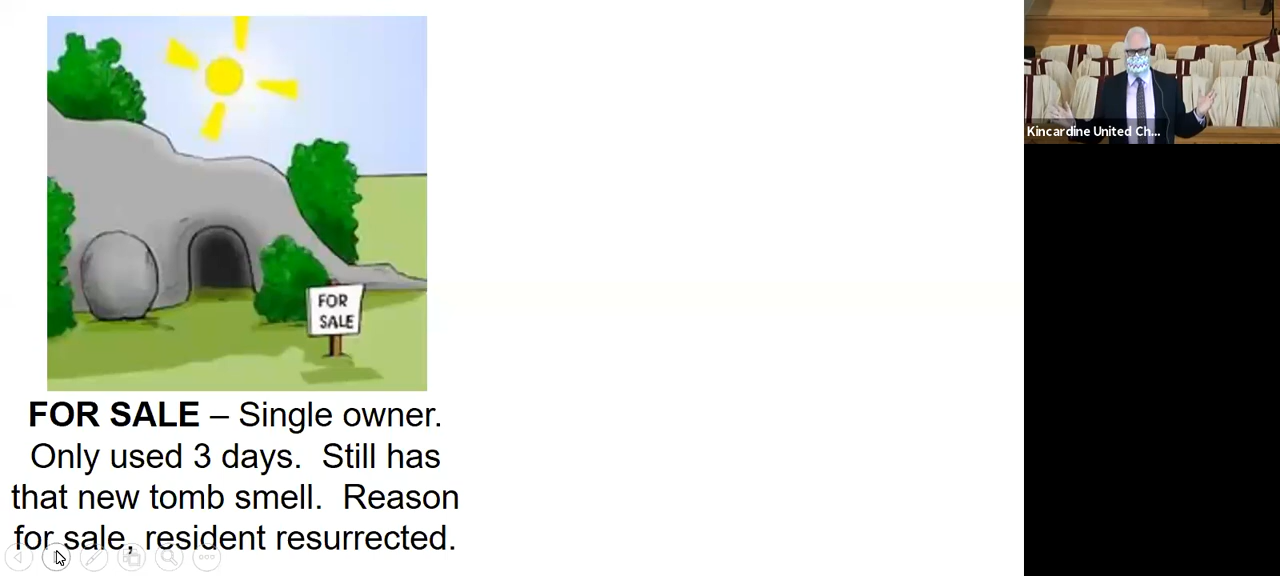 FOR
SALE
FOR SALE – Single owner.
Only used 3 days.  Still has
that new tomb smell.  Reason
for sale, resident resurrected.
Kincardine United Ch...